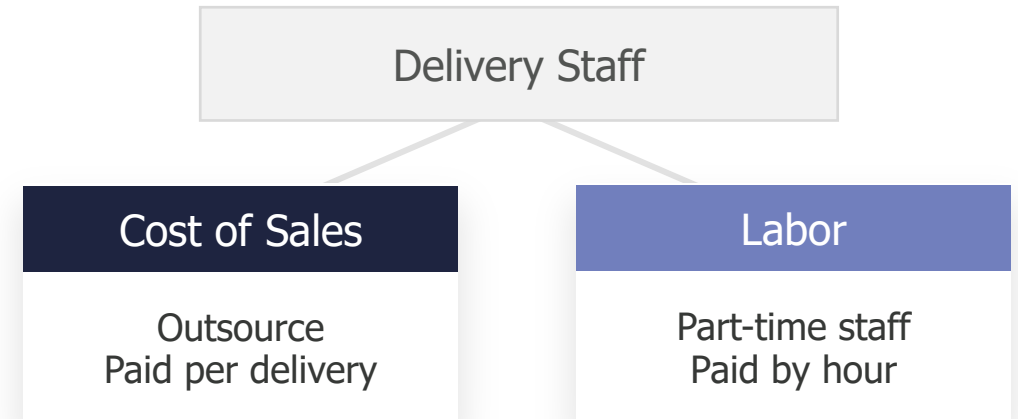 Delivery Staff
Cost of Sales
Outsource
Paid per delivery
Labor
Part-time staff
Paid by hour